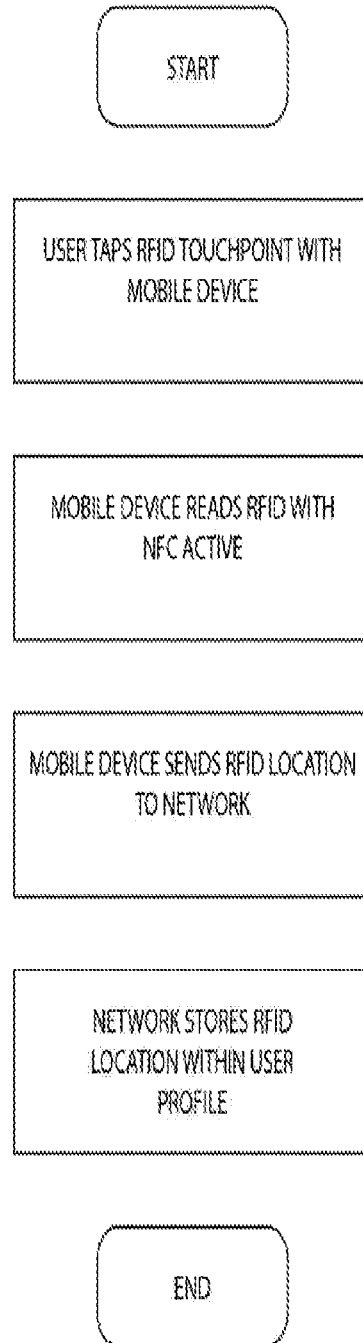 START
USER TAPS RFID TOUCHPOINT WITH
MOBILE DEVICE
MOBILE DEVICE READS RFID WITH
NFC ACTIVE
MOBILE DEVICE SENDS RFID LOCATION
TO NETWORK
NETWORK STORES RFID
LOCATION WITHIN USER
PROFILE
END